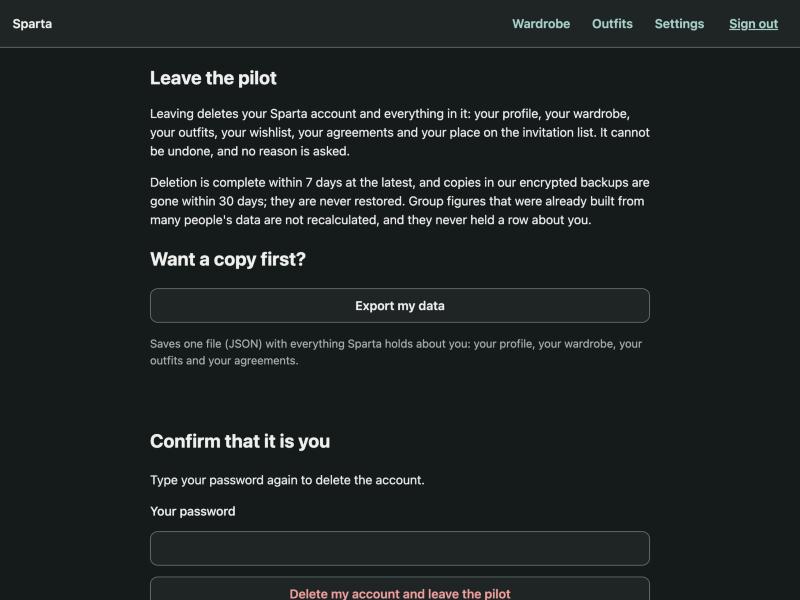 Sparta
Wardrobe
Outfits
Settings
Sign out
Leave the pilot
Leaving deletes your Sparta account and everything in it: your profile, your wardrobe,
your outfits, your wishlist, your agreements and your place on the invitation list. It cannot
be undone, and no reason is asked.
Deletion is complete within 7 days at the latest, and copies in our encrypted backups are
gone within 30 days; they are never restored. Group figures that were already built from
many people's data are not recalculated, and they never held a row about you.
Want a copy first?
Export my data
Saves one file (JSON) with everything Sparta holds about you: your profile, your wardrobe, your
outfits and your agreements.
Confirm that it is you
Type your password again to delete the account.
Your password
Delete my account and leave the pilot